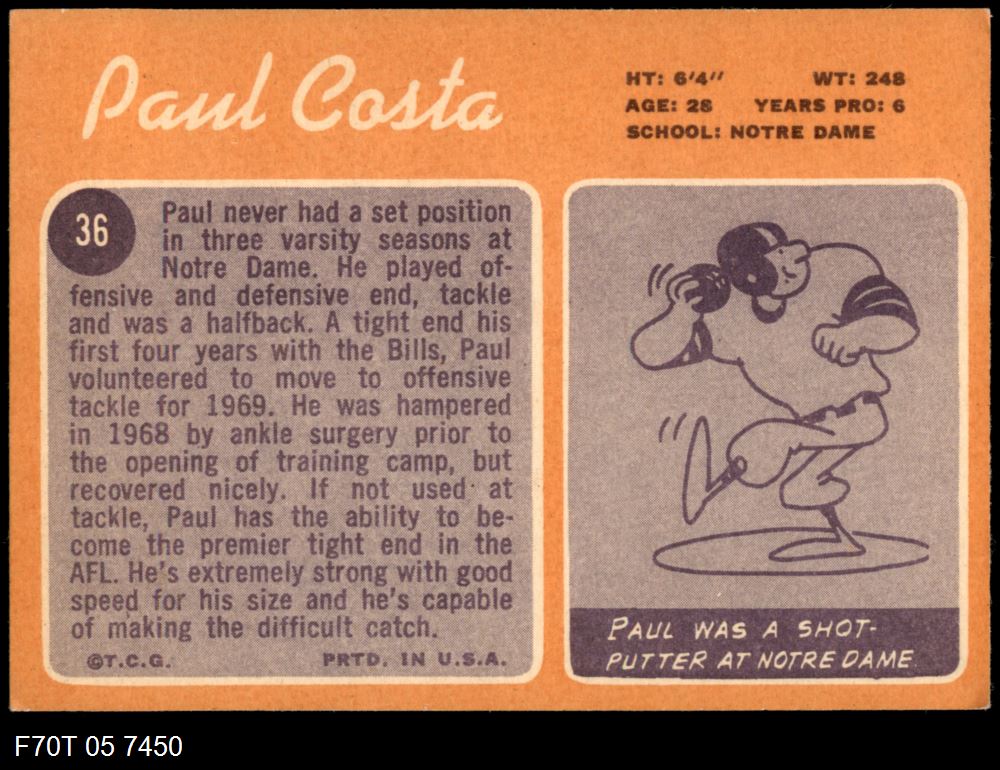 Paul Costa
HT: 6'4" WT: 248
AGE: 28 YEARS PRO: 6
SCHOOL: NOTRE DAME
36
Paul never had a set position
in three varsity seasons at
Notre Dame. He played of-
fensive and defensive end, tackle
and was a halfback. A tight end his
first four years with the Bills, Paul
volunteered to move to offensive
tackle for 1969. He was hampered
in 1968 by ankle surgery prior to
the opening of training camp, but
recovered nicely. If not used at
tackle, Paul has the ability to be-
come the premier tight end in the
AFL. He's extremely strong with good
speed for his size and he's capable
of making the difficult catch.
©T.C.G. PRTD. IN U.S.A.
PAUL WAS A SHOT-
PUTTER AT NOTRE DAME.
F70T 05 7450